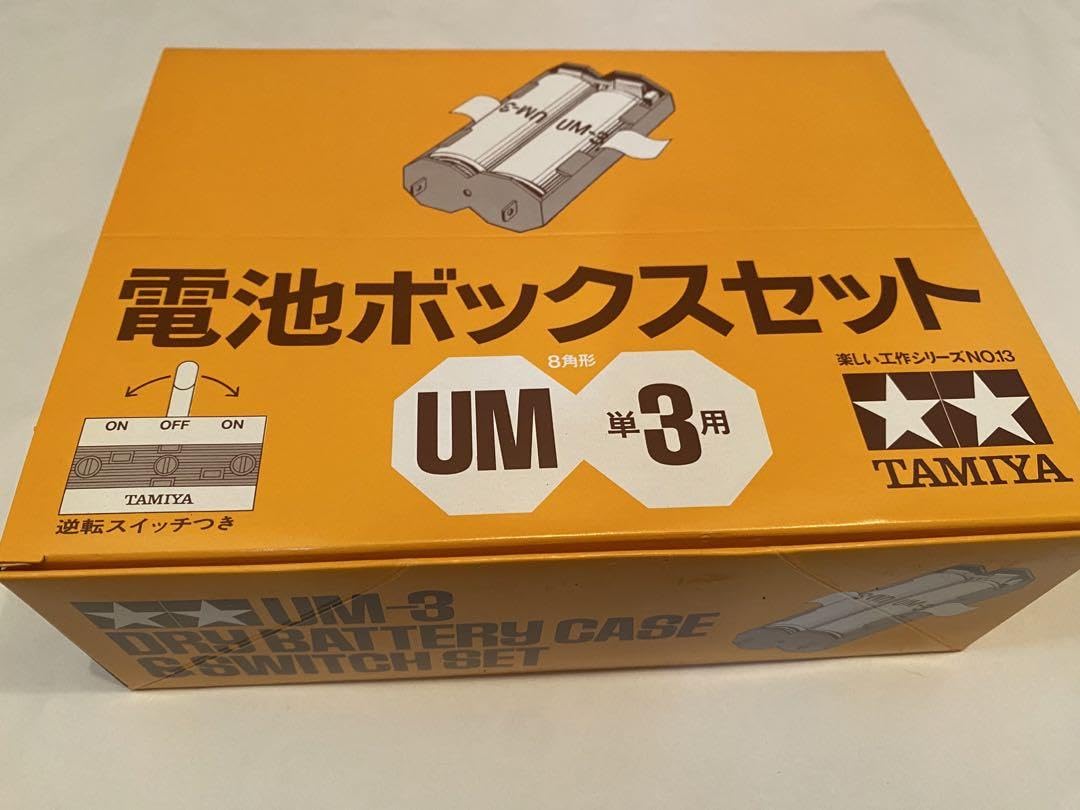 UM-3
UM-3
電池ボックスセット
ON OFF ON
TAMIYA
逆転スイッチつき
8角形
UM
単3用
楽しい工作シリーズNO.13
TAMIYA
UM-3
DRY BATTERY CASE
& SWITCH SET
UM-3